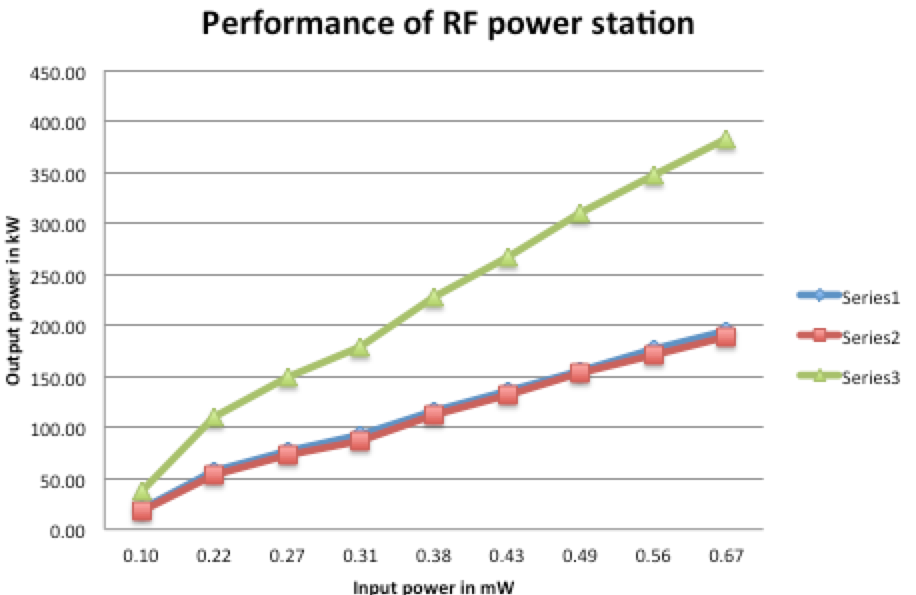 Performance of RF power station
450.00
400.00
350.00
300.00
250.00
200.00
150.00
100.00
50.00
0.00
Output power in kW
0.10 0.22 0.27 0.31 0.38 0.43 0.49 0.56 0.67
Input power in mW
Series1
Series2
Series3